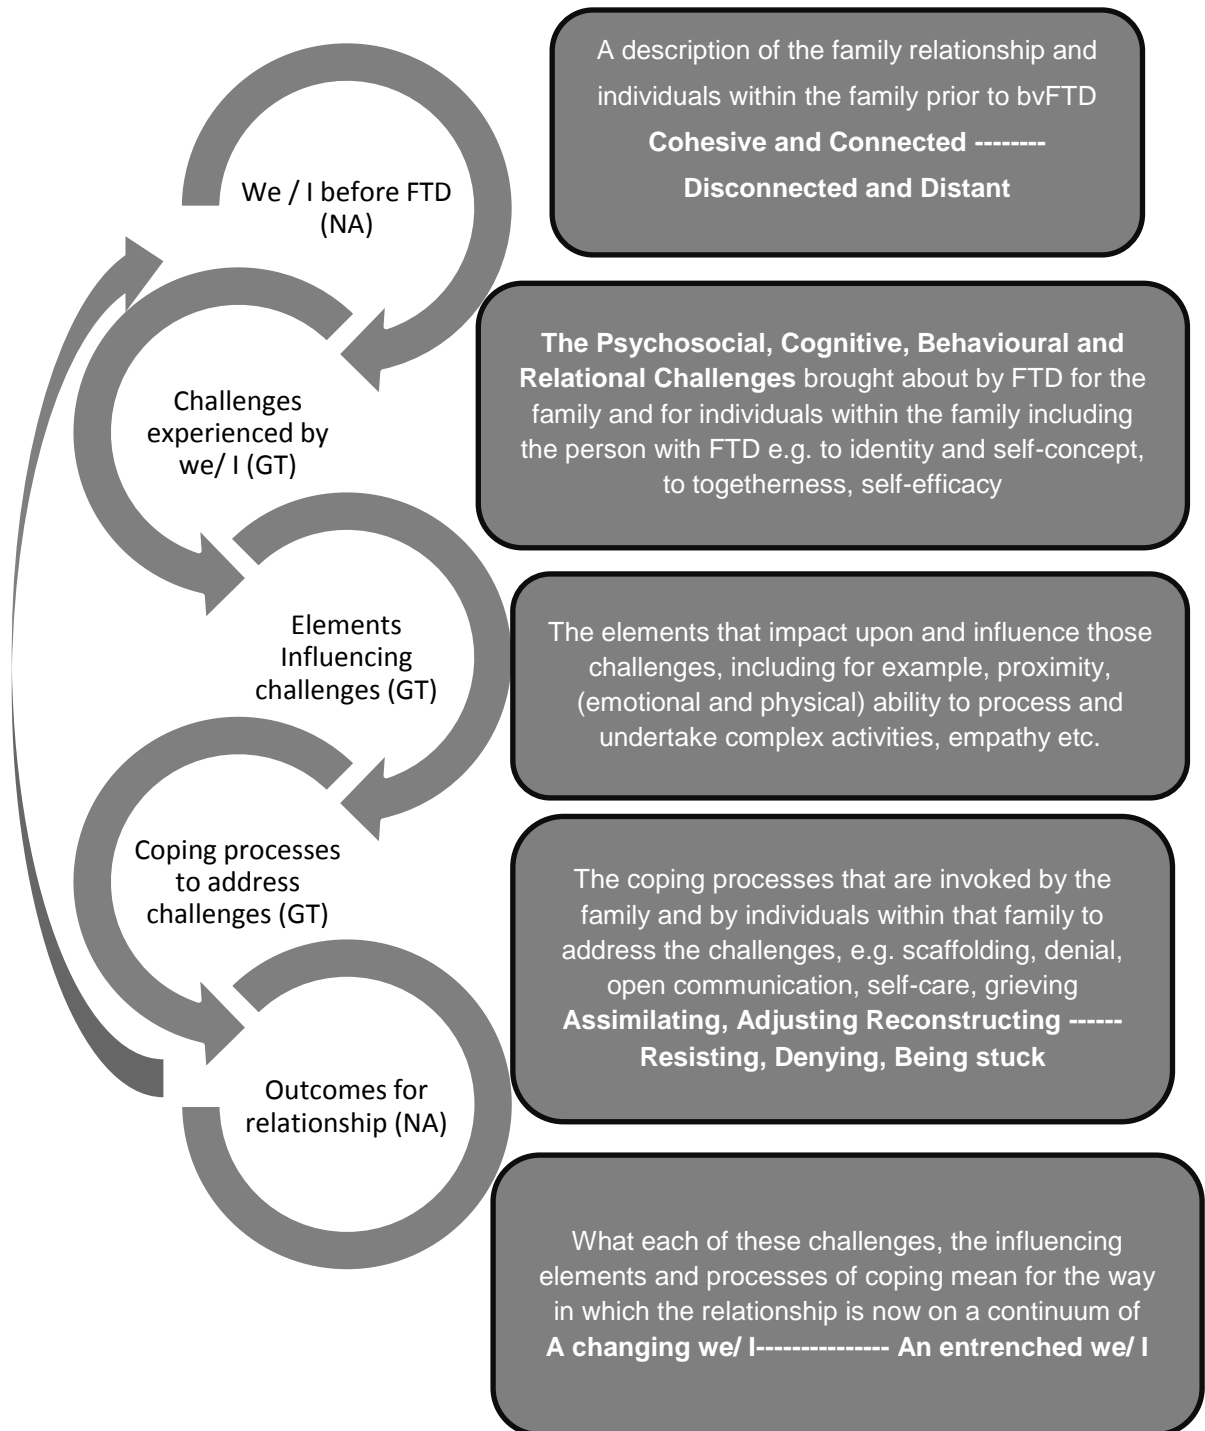 We / I before FTD
(NA)
A description of the family relationship and
individuals within the family prior to bvFTD
Cohesive and Connected --------
Disconnected and Distant
Challenges
experienced by
we/ I (GT)
The Psychosocial, Cognitive, Behavioural and
Relational Challenges brought about by FTD for the
family and for individuals within the family including
the person with FTD e.g. to identity and self-concept,
to togetherness, self-efficacy
Elements
Influencing
challenges (GT)
The elements that impact upon and influence those
challenges, including for example, proximity,
(emotional and physical) ability to process and
undertake complex activities, empathy etc.
Coping processes
to address
challenges (GT)
The coping processes that are invoked by the
family and by individuals within that family to
address the challenges, e.g. scaffolding, denial,
open communication, self-care, grieving
Assimilating, Adjusting Reconstructing ------
Resisting, Denying, Being stuck
Outcomes for
relationship (NA)
What each of these challenges, the influencing
elements and processes of coping mean for the way
in which the relationship is now on a continuum of
A changing we/ I--------------- An entrenched we/ I